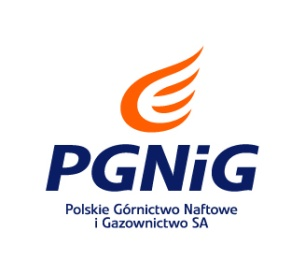 PGNiG
Polskie Górnictwo Naftowe
i Gazownictwo SA